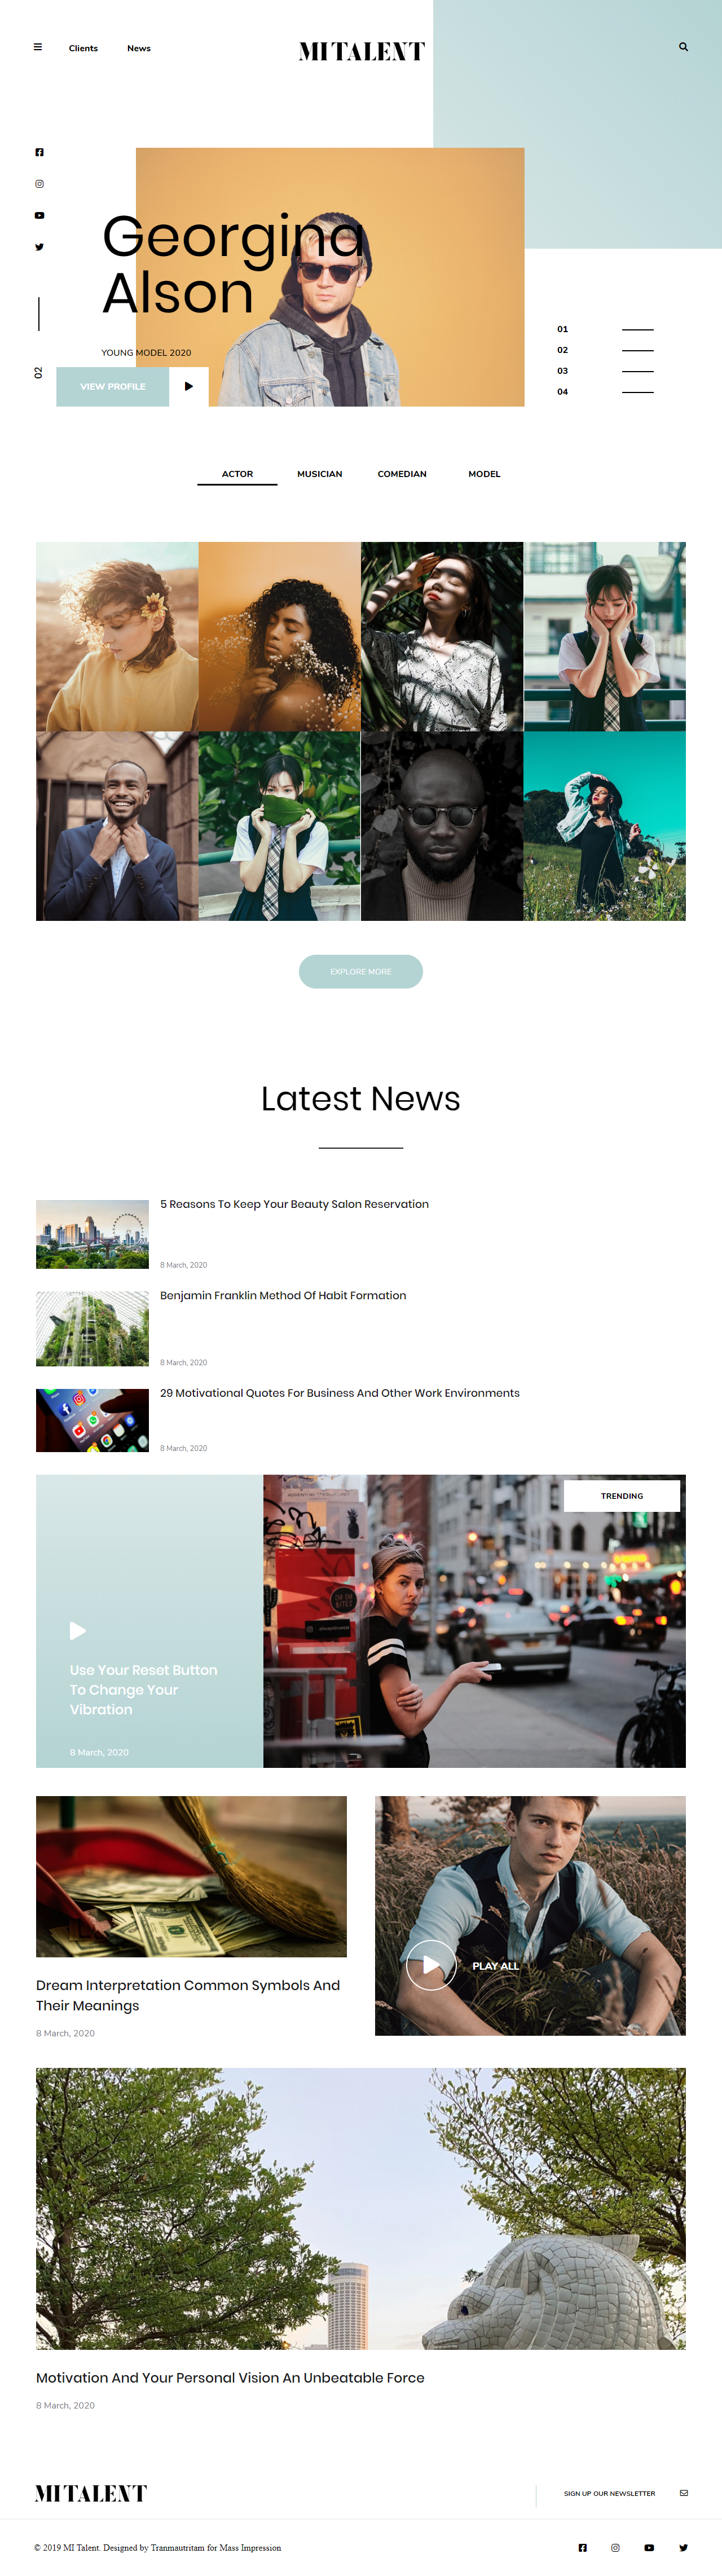 Clients
News
MI TALENT
Georgina
Alson
YOUNG MODEL 2020
02
VIEW PROFILE
01
02
03
04
ACTOR
MUSICIAN
COMEDIAN
MODEL
EXPLORE MORE
Latest News
5 Reasons To Keep Your Beauty Salon Reservation
8 March, 2020
Benjamin Franklin Method Of Habit Formation
8 March, 2020
29 Motivational Quotes For Business And Other Work Environments
8 March, 2020
TRENDING
Use Your Reset Button
To Change Your
Vibration
8 March, 2020
Dream Interpretation Common Symbols And
Their Meanings
8 March, 2020
PLAY ALL
Motivation And Your Personal Vision An Unbeatable Force
8 March, 2020
MI TALENT
SIGN UP OUR NEWSLETTER
© 2019 MI Talent. Designed by Tranmautritam for Mass Impression